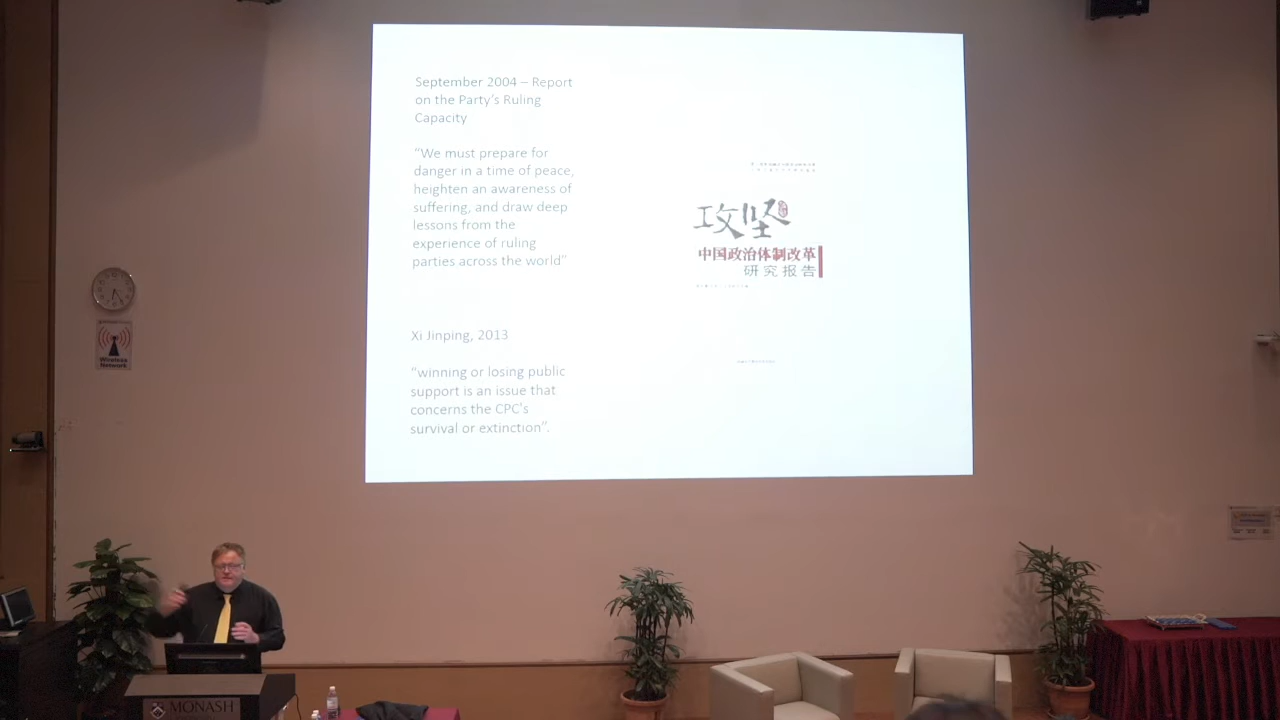 September 2004 – Report
on the Party's Ruling
Capacity
“We must prepare for
danger in a time of peace,
heighten an awareness of
suffering, and draw deep
lessons from the
experience of ruling
parties across the world”
Xi Jinping, 2013
“winning or losing public
support is an issue that
concerns the CPC's
survival or extinction”.
攻坚
中国政治体制改革
研究报告
Wireless
Network
MONASH